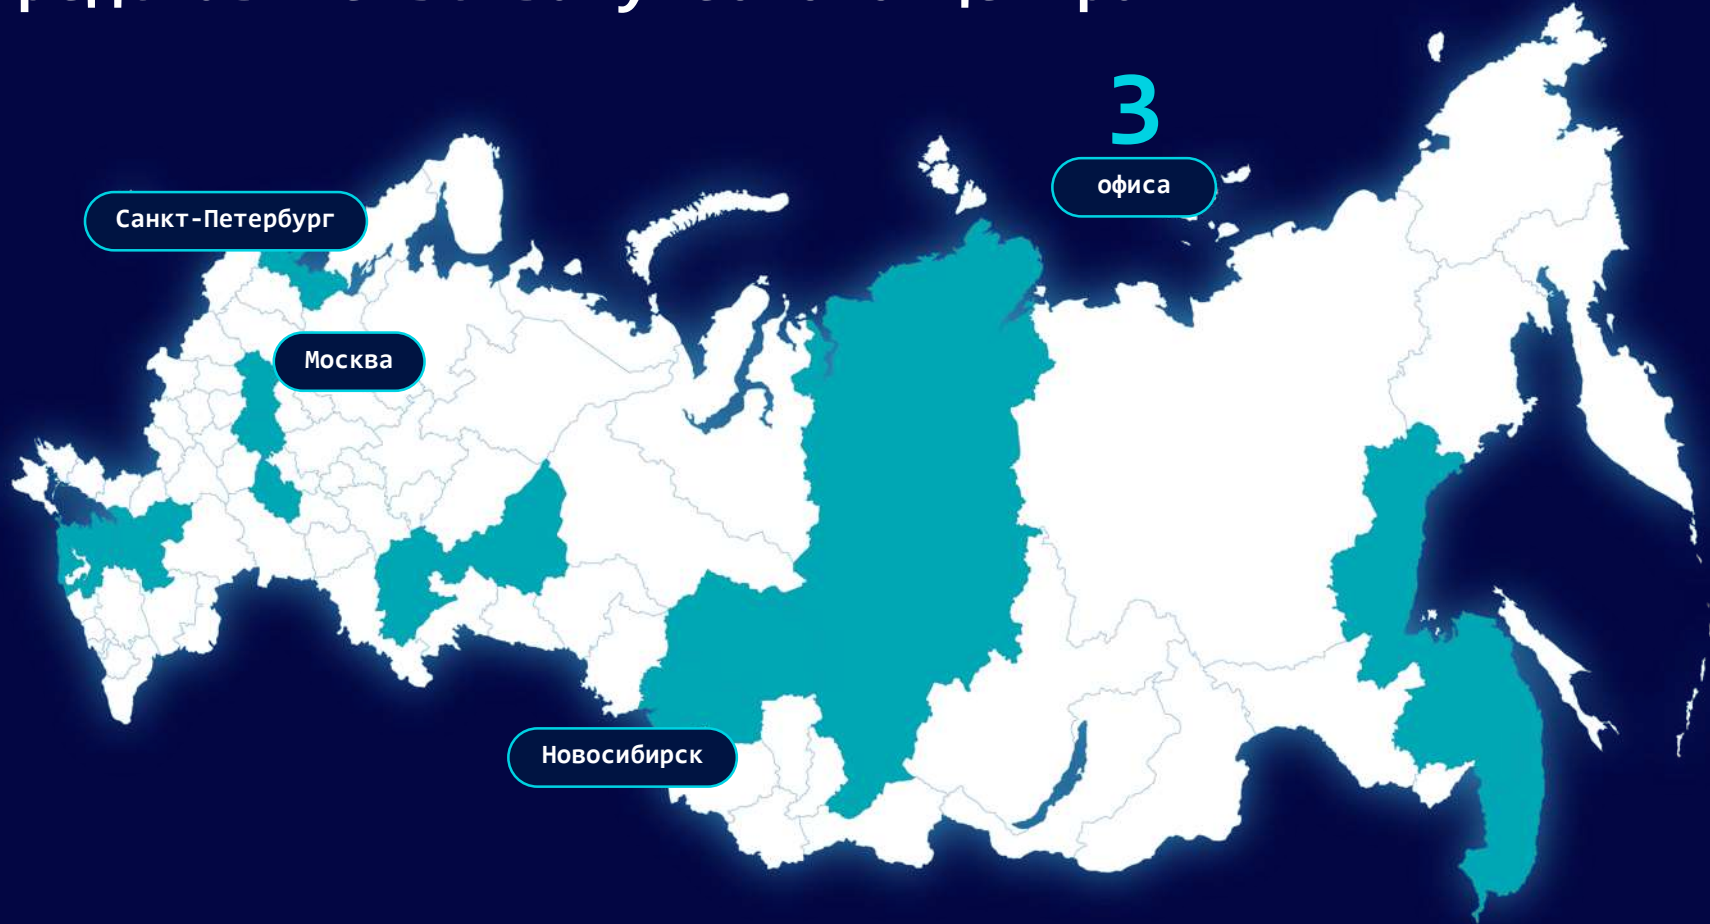 3
офиса
Санкт-Петербург
Москва
Новосибирск